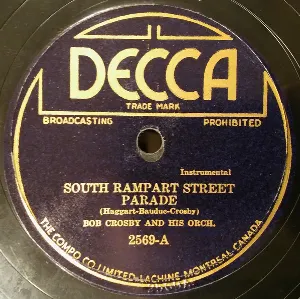 DECCA
TRADE MARK
BROADCASTING PROHIBITED
Instrumental
SOUTH RAMPART STREET
PARADE
(Haggart-Bauduc-Crosby)
BOB CROSBY AND HIS ORCH.
2569-A
THE COMPO CO. LIMITED-LACHINE MONTREAL CANADA